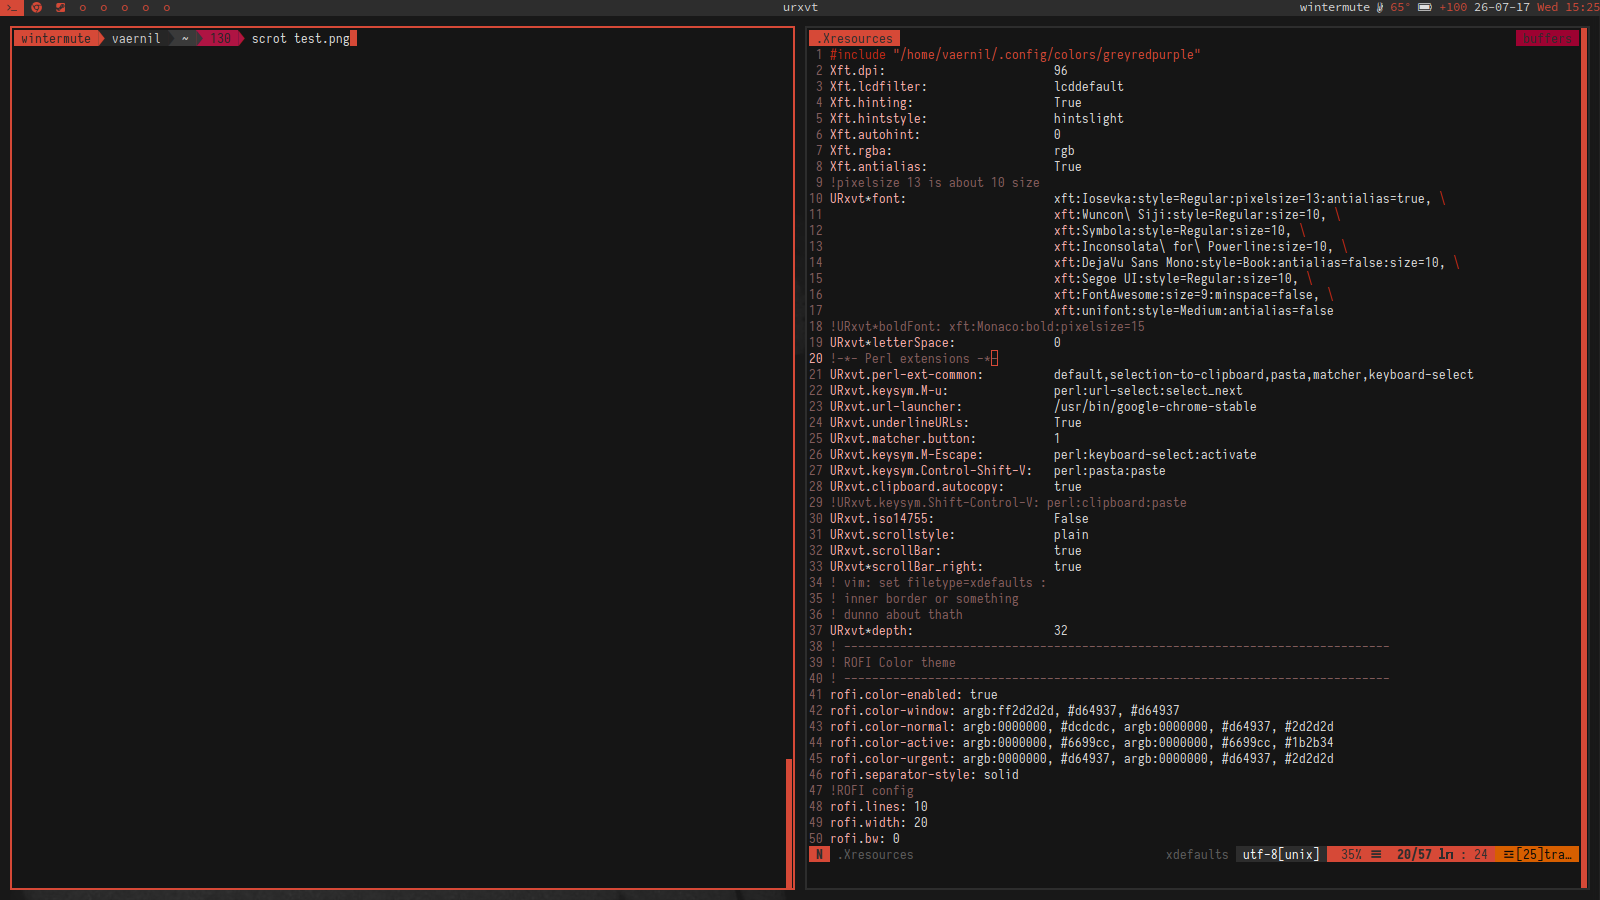 >_ urxvt wintermute 65° +100 26-07-17 Wed 15:25
wintermute vaernil ~ 130 scrot test.png
.Xresources buffers
1 #include "/home/vaernil/.config/colors/greyredpurple"
2 Xft.dpi: 96
3 Xft.lcdfilter: lcddefault
4 Xft.hinting: True
5 Xft.hintstyle: hintslight
6 Xft.autohint: 0
7 Xft.rgba: rgb
8 Xft.antialias: True
9 !pixelsize 13 is about 10 size
10 URxvt*font: xft:Iosevka:style=Regular:pixelsize=13:antialias=true, \
11 xft:Wuncon\ Siji:style=Regular:size=10, \
12 xft:Symbola:style=Regular:size=10, \
13 xft:Inconsolata\ for\ Powerline:size=10, \
14 xft:DejaVu Sans Mono:style=Book:antialias=false:size=10, \
15 xft:Segoe UI:style=Regular:size=10, \
16 xft:FontAwesome:size=9:minspace=false, \
17 xft:unifont:style=Medium:antialias=false
18 !URxvt*boldFont: xft:Monaco:bold:pixelsize=15
19 URxvt*letterSpace: 0
20 !-*- Perl extensions -*-
21 URxvt.perl-ext-common: default,selection-to-clipboard,pasta,matcher,keyboard-select
22 URxvt.keysym.M-u: perl:url-select:select_next
23 URxvt.url-launcher: /usr/bin/google-chrome-stable
24 URxvt.underlineURLs: True
25 URxvt.matcher.button: 1
26 URxvt.keysym.M-Escape: perl:keyboard-select:activate
27 URxvt.keysym.Control-Shift-V: perl:pasta:paste
28 URxvt.clipboard.autocopy: true
29 !URxvt.keysym.Shift-Control-V: perl:clipboard:paste
30 URxvt.iso14755: False
31 URxvt.scrollstyle: plain
32 URxvt.scrollBar: true
33 URxvt*scrollBar_right: true
34 ! vim: set filetype=xdefaults :
35 ! inner border or something
36 ! dunno about thath
37 URxvt*depth: 32
38 ! ------------------------------------------------------------------------------
39 ! ROFI Color theme
40 ! ------------------------------------------------------------------------------
41 rofi.color-enabled: true
42 rofi.color-window: argb:ff2d2d2d, #d64937, #d64937
43 rofi.color-normal: argb:0000000, #dcdcdc, argb:0000000, #d64937, #2d2d2d
44 rofi.color-active: argb:0000000, #6699cc, argb:0000000, #6699cc, #1b2b34
45 rofi.color-urgent: argb:0000000, #d64937, argb:0000000, #d64937, #2d2d2d
46 rofi.separator-style: solid
47 !ROFI config
48 rofi.lines: 10
49 rofi.width: 20
50 rofi.bw: 0
N .Xresources xdefaults utf-8[unix] 35% ☰ 20/57 ln : 24 ☲[25]tra…